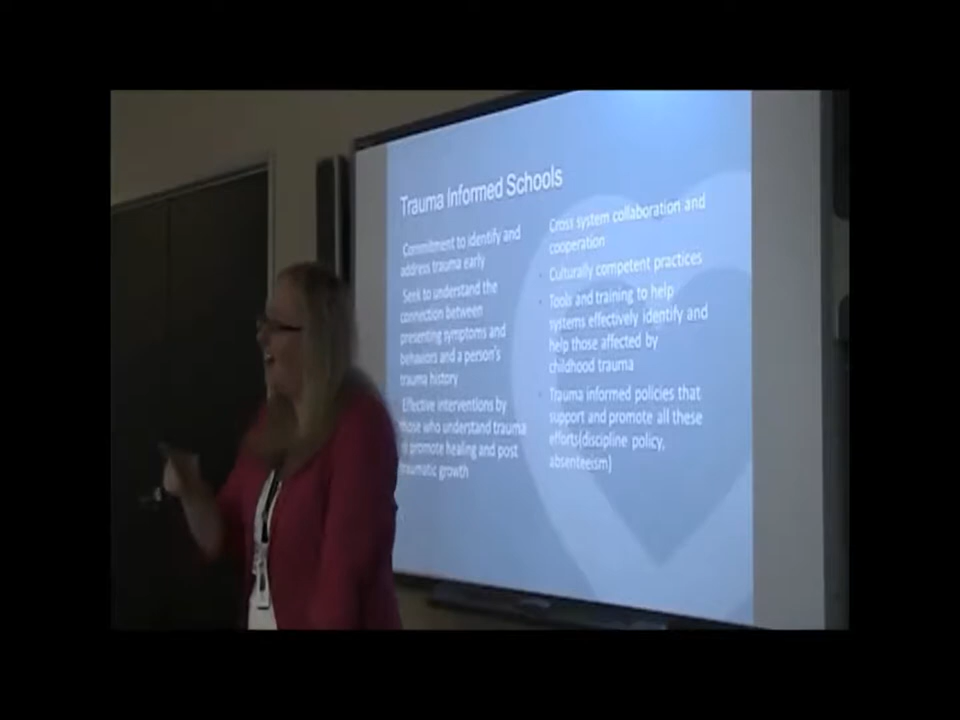 Trauma Informed Schools
Commitment to identify and
address trauma early
Seek to understand the
connection between
presenting symptoms and
behaviors and a person's
trauma history
Effective interventions by
those who understand trauma
promote healing and post
traumatic growth
Cross system collaboration and
cooperation
Culturally competent practices
Tools and training to help
systems effectively identify and
help those affected by
childhood trauma
Trauma informed policies that
support and promote all these
efforts(discipline policy,
absenteeism)